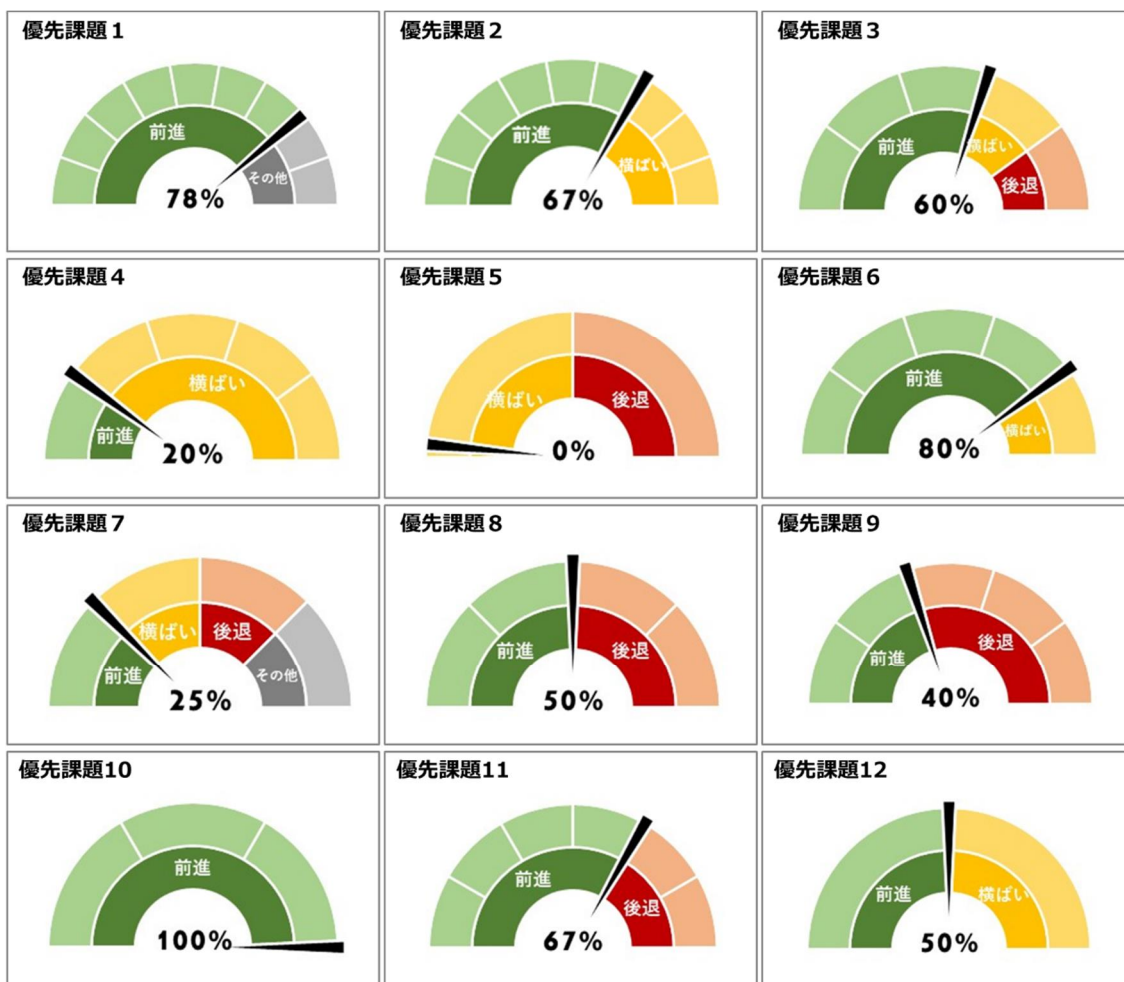 優先課題1
前進
その他
78%
優先課題2
前進
横ばい
67%
優先課題3
前進
横ばい
後退
60%
優先課題4
横ばい
前進
20%
優先課題5
横ばい
後退
0%
優先課題6
前進
横ばい
80%
優先課題7
横ばい
後退
前進
その他
25%
優先課題8
前進
後退
50%
優先課題9
前進
後退
40%
優先課題10
前進
100%
優先課題11
前進
後退
67%
優先課題12
前進
横ばい
50%